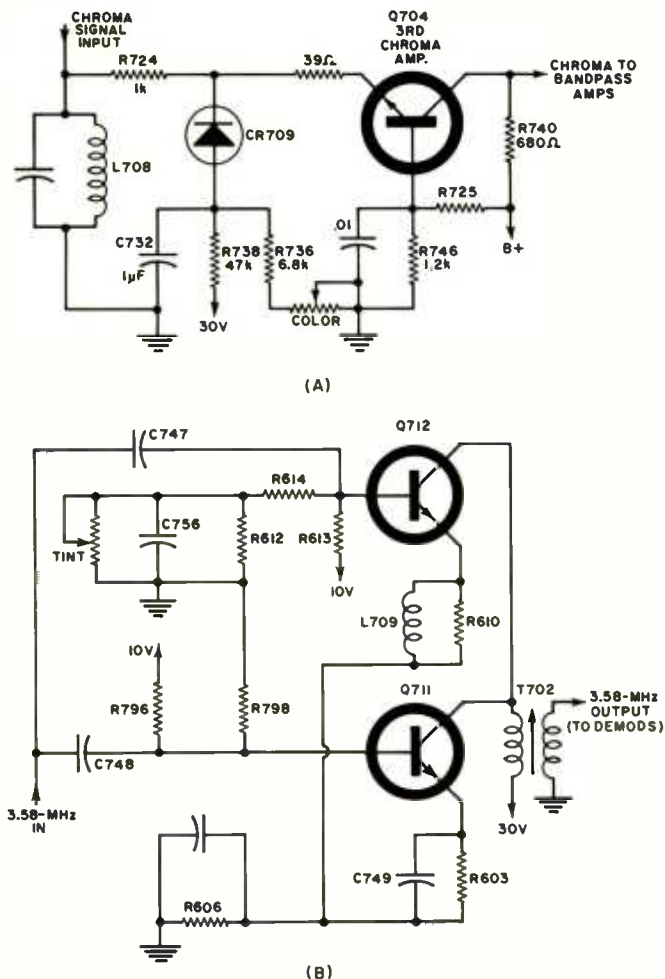 CHROMA
SIGNAL
INPUT
Q704
3RD
CHROMA
AMP.
R724
1k
39Ω
CHROMA TO
BANDPASS
AMPS
CR709
R740
680Ω
L708
R725
.01
C732
1µF
R738
47k
R736
6.8k
R746
1.2k
B+
30V
COLOR
(A)
Q712
C747
R614
TINT
C756
R612
R613
10V
L709
R610
10V
Q711
T702
3.58-MHz
OUTPUT
(TO DEMODS)
R796
R798
C748
3.58-MHz
IN
30V
C749
R603
R606
(B)